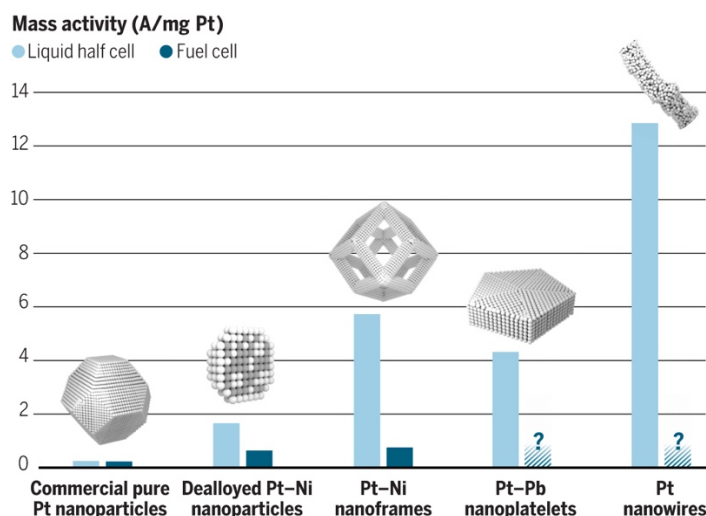 Mass activity (A/mg Pt)
Liquid half cell Fuel cell
14
12
10
8
6
4
2
0
? ?
Commercial pure Dealloyed Pt–Ni Pt–Ni Pt–Pb Pt
Pt nanoparticles nanoparticles nanoframes nanoplatelets nanowires